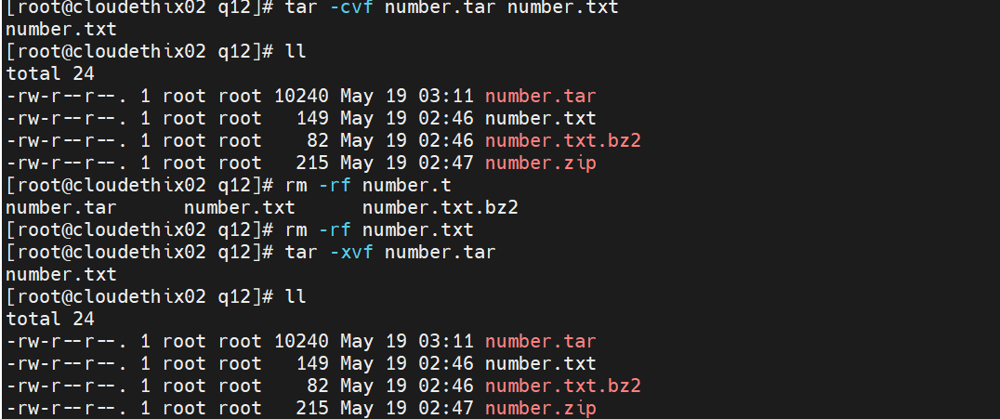 [root@cloudethix02 q12]# tar -cvf number.tar number.txt
number.txt
[root@cloudethix02 q12]# ll
total 24
-rw-r--r--. 1 root root 10240 May 19 03:11 number.tar
-rw-r--r--. 1 root root   149 May 19 02:46 number.txt
-rw-r--r--. 1 root root    82 May 19 02:46 number.txt.bz2
-rw-r--r--. 1 root root   215 May 19 02:47 number.zip
[root@cloudethix02 q12]# rm -rf number.t
number.tar      number.txt      number.txt.bz2
[root@cloudethix02 q12]# rm -rf number.txt
[root@cloudethix02 q12]# tar -xvf number.tar
number.txt
[root@cloudethix02 q12]# ll
total 24
-rw-r--r--. 1 root root 10240 May 19 03:11 number.tar
-rw-r--r--. 1 root root   149 May 19 02:46 number.txt
-rw-r--r--. 1 root root    82 May 19 02:46 number.txt.bz2
-rw-r--r--. 1 root root   215 May 19 02:47 number.zip